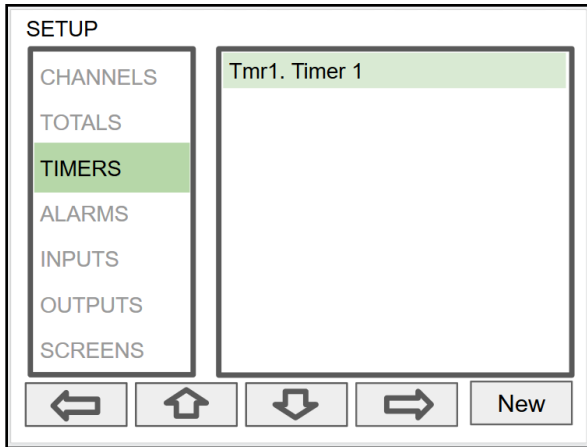 SETUP
CHANNELS
TOTALS
TIMERS
ALARMS
INPUTS
OUTPUTS
SCREENS
Tmr1. Timer 1
New